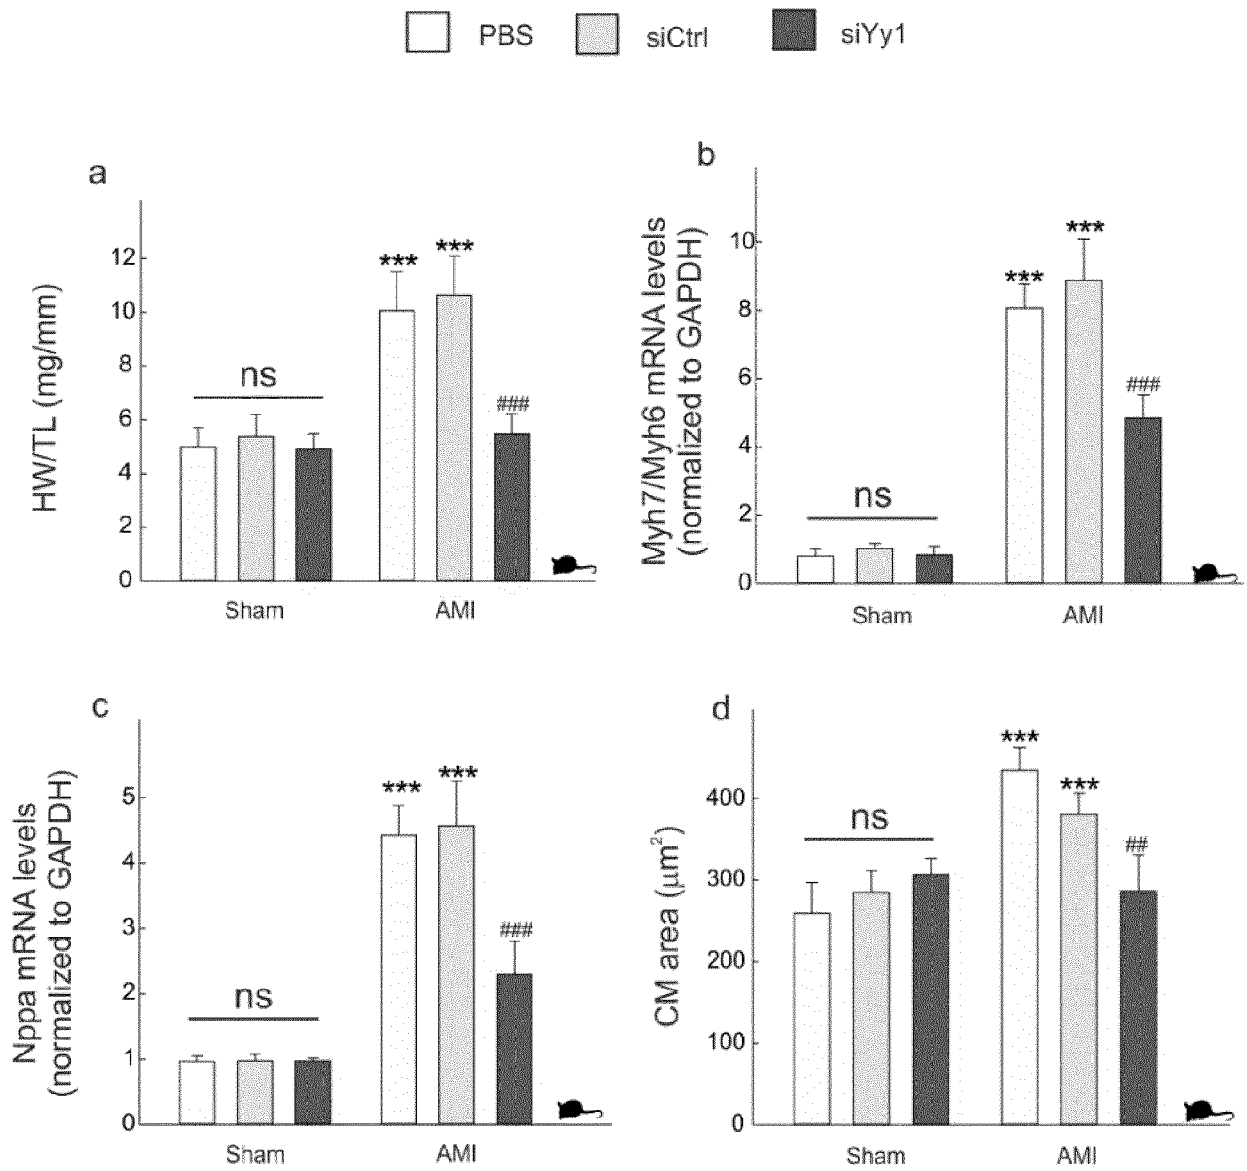 PBS siCtrl siYy1
a
HW/TL (mg/mm)
12
10
8
6
4
2
0
***
***
ns
###
Sham AMI
b
Myh7/Myh6 mRNA levels
(normalized to GAPDH)
10
8
6
4
2
0
***
***
###
ns
Sham AMI
c
Nppa mRNA levels
(normalized to GAPDH)
5
4
3
2
1
0
***
***
###
ns
Sham AMI
d
CM area (µm²)
400
300
200
100
0
***
***
ns
##
Sham AMI